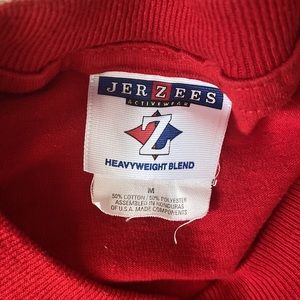 JERZEES
ACTIVEWEAR
Z
HEAVYWEIGHT BLEND
M
50% COTTON / 50% POLYESTER
ASSEMBLED IN HONDURAS
OF U.S.A. MADE COMPONENTS